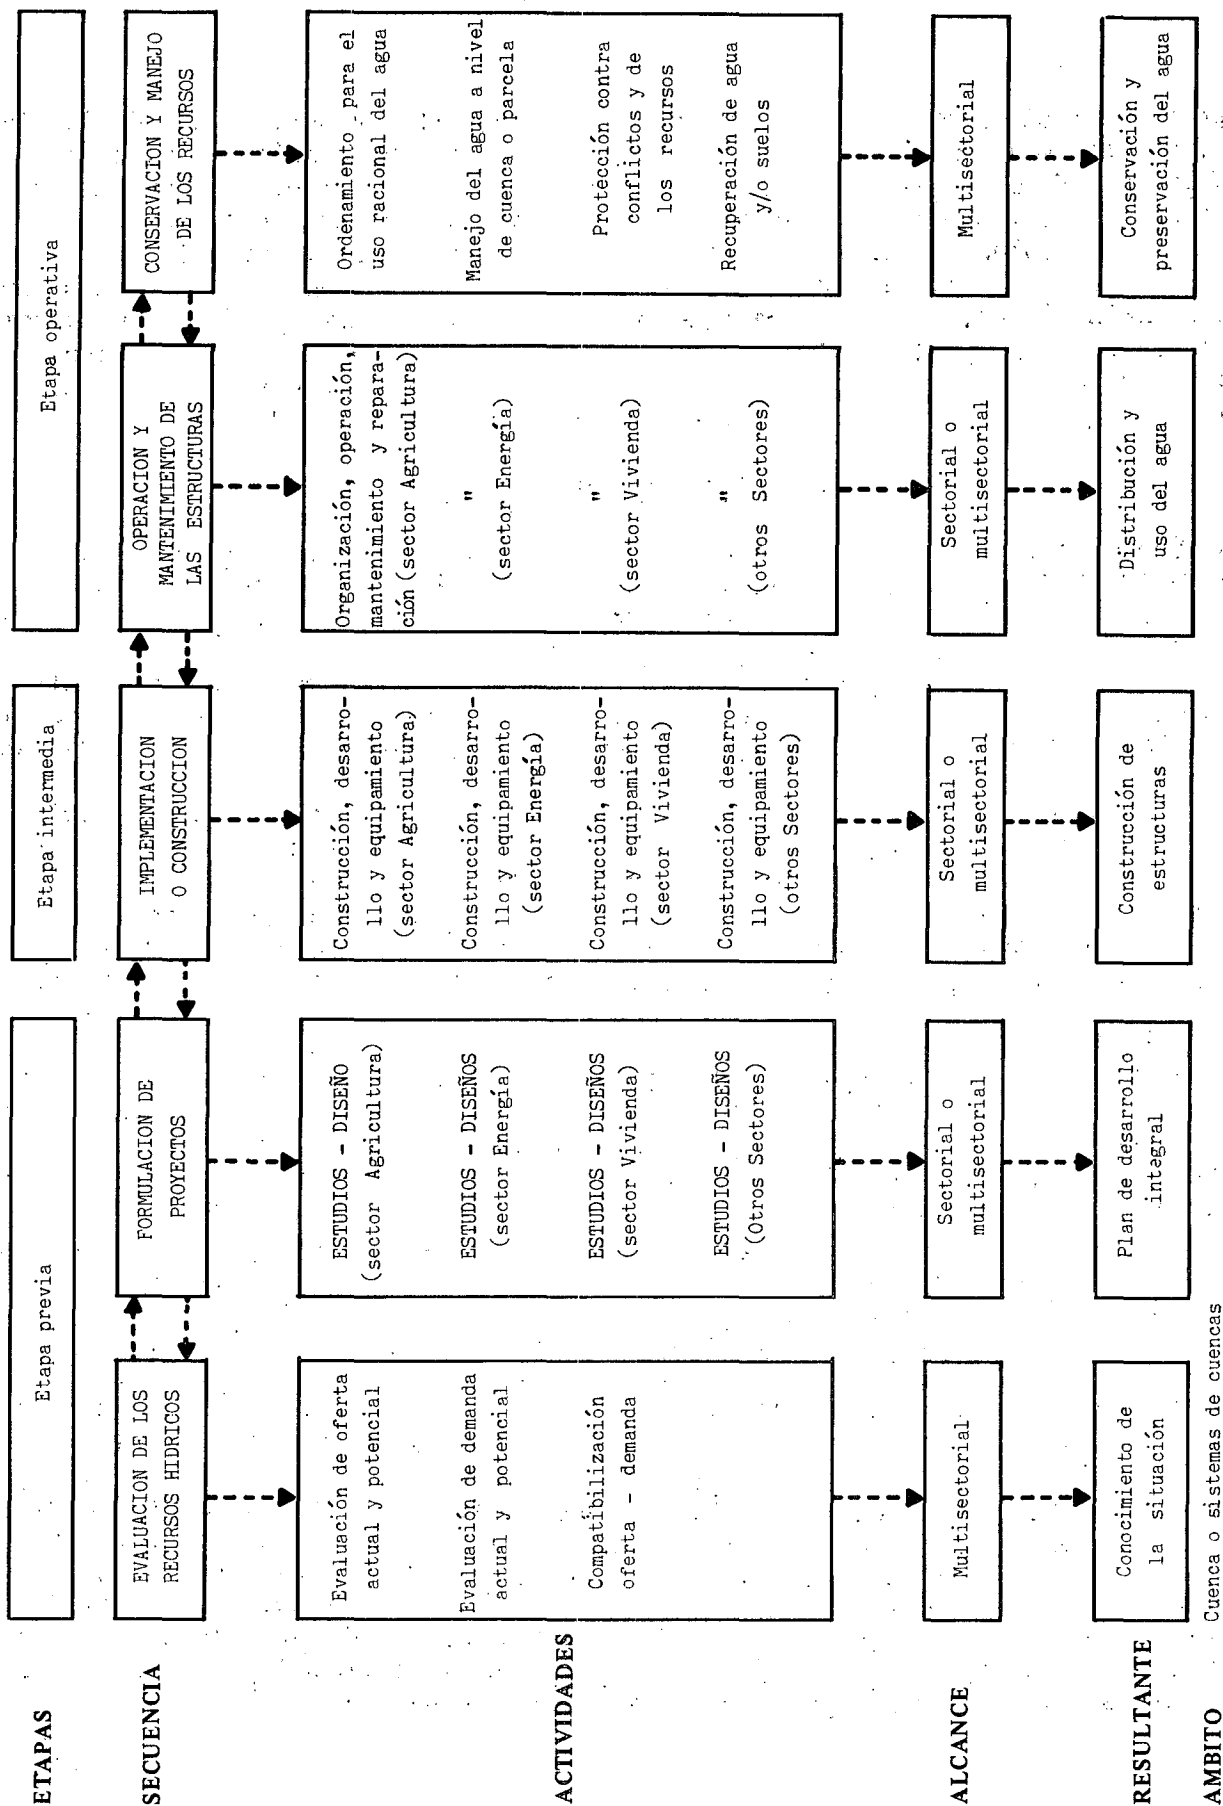 ETAPAS
Etapa previa
Etapa intermedia
Etapa operativa
SECUENCIA
EVALUACION DE LOS
RECURSOS HIDRICOS
FORMULACION DE
PROYECTOS
IMPLEMENTACION
O CONSTRUCCION
OPERACION Y
MANTENIMIENTO DE
LAS ESTRUCTURAS
CONSERVACION Y MANEJO
DE LOS RECURSOS
ACTIVIDADES
Evaluación de oferta
actual y potencial
Evaluación de demanda
actual y potencial
Compatibilización
oferta - demanda
ESTUDIOS - DISEÑO
(sector Agricultura)
ESTUDIOS - DISEÑOS
(sector Energía)
ESTUDIOS - DISEÑOS
(sector Vivienda)
ESTUDIOS - DISEÑOS
(Otros Sectores)
Construcción, desarro-
llo y equipamiento
(sector Agricultura)
Construcción, desarro-
llo y equipamiento
(sector Energía)
Construcción, desarro-
llo y equipamiento
(sector Vivienda)
Construcción, desarro-
llo y equipamiento
(otros Sectores)
Organización, operación,
mantenimiento y repara-
ción (sector Agricultura)
"
(sector Energía)
"
(sector Vivienda)
"
(otros Sectores)
Ordenamiento para el
uso racional del agua
Manejo del agua a nivel
de cuenca o parcela
Protección contra
conflictos y de
los recursos
Recuperación de agua
y/o suelos
ALCANCE
Multisectorial
Sectorial o
multisectorial
Sectorial o
multisectorial
Sectorial o
multisectorial
Multisectorial
RESULTANTE
Conocimiento de
la situación
Plan de desarrollo
integral
Construcción de
estructuras
Distribución y
uso del agua
Conservación y
preservación del agua
AMBITO
Cuenca o sistemas de cuencas